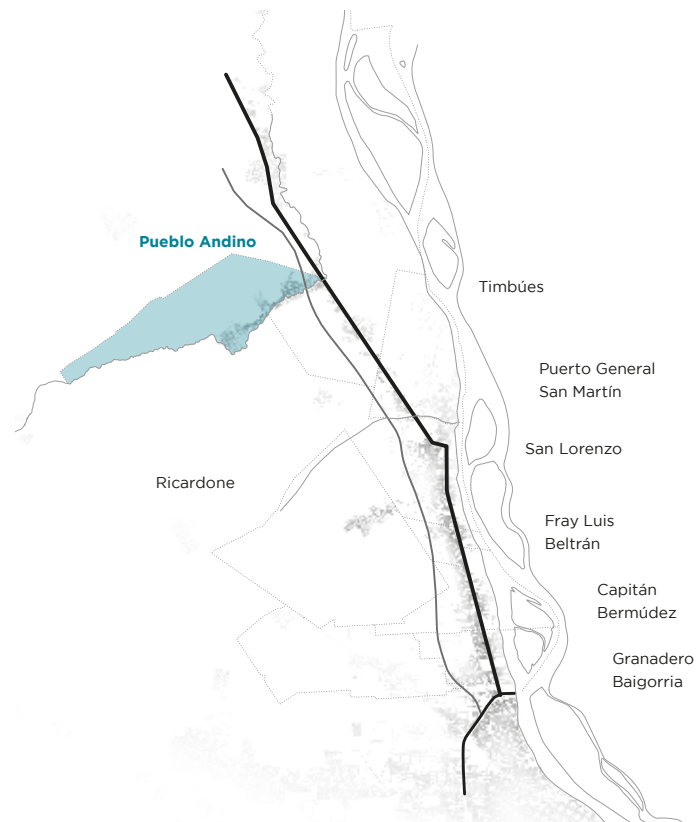 Pueblo Andino
Timbúes
Puerto General
San Martín
San Lorenzo
Ricardone
Fray Luis
Beltrán
Capitán
Bermúdez
Granadero
Baigorria